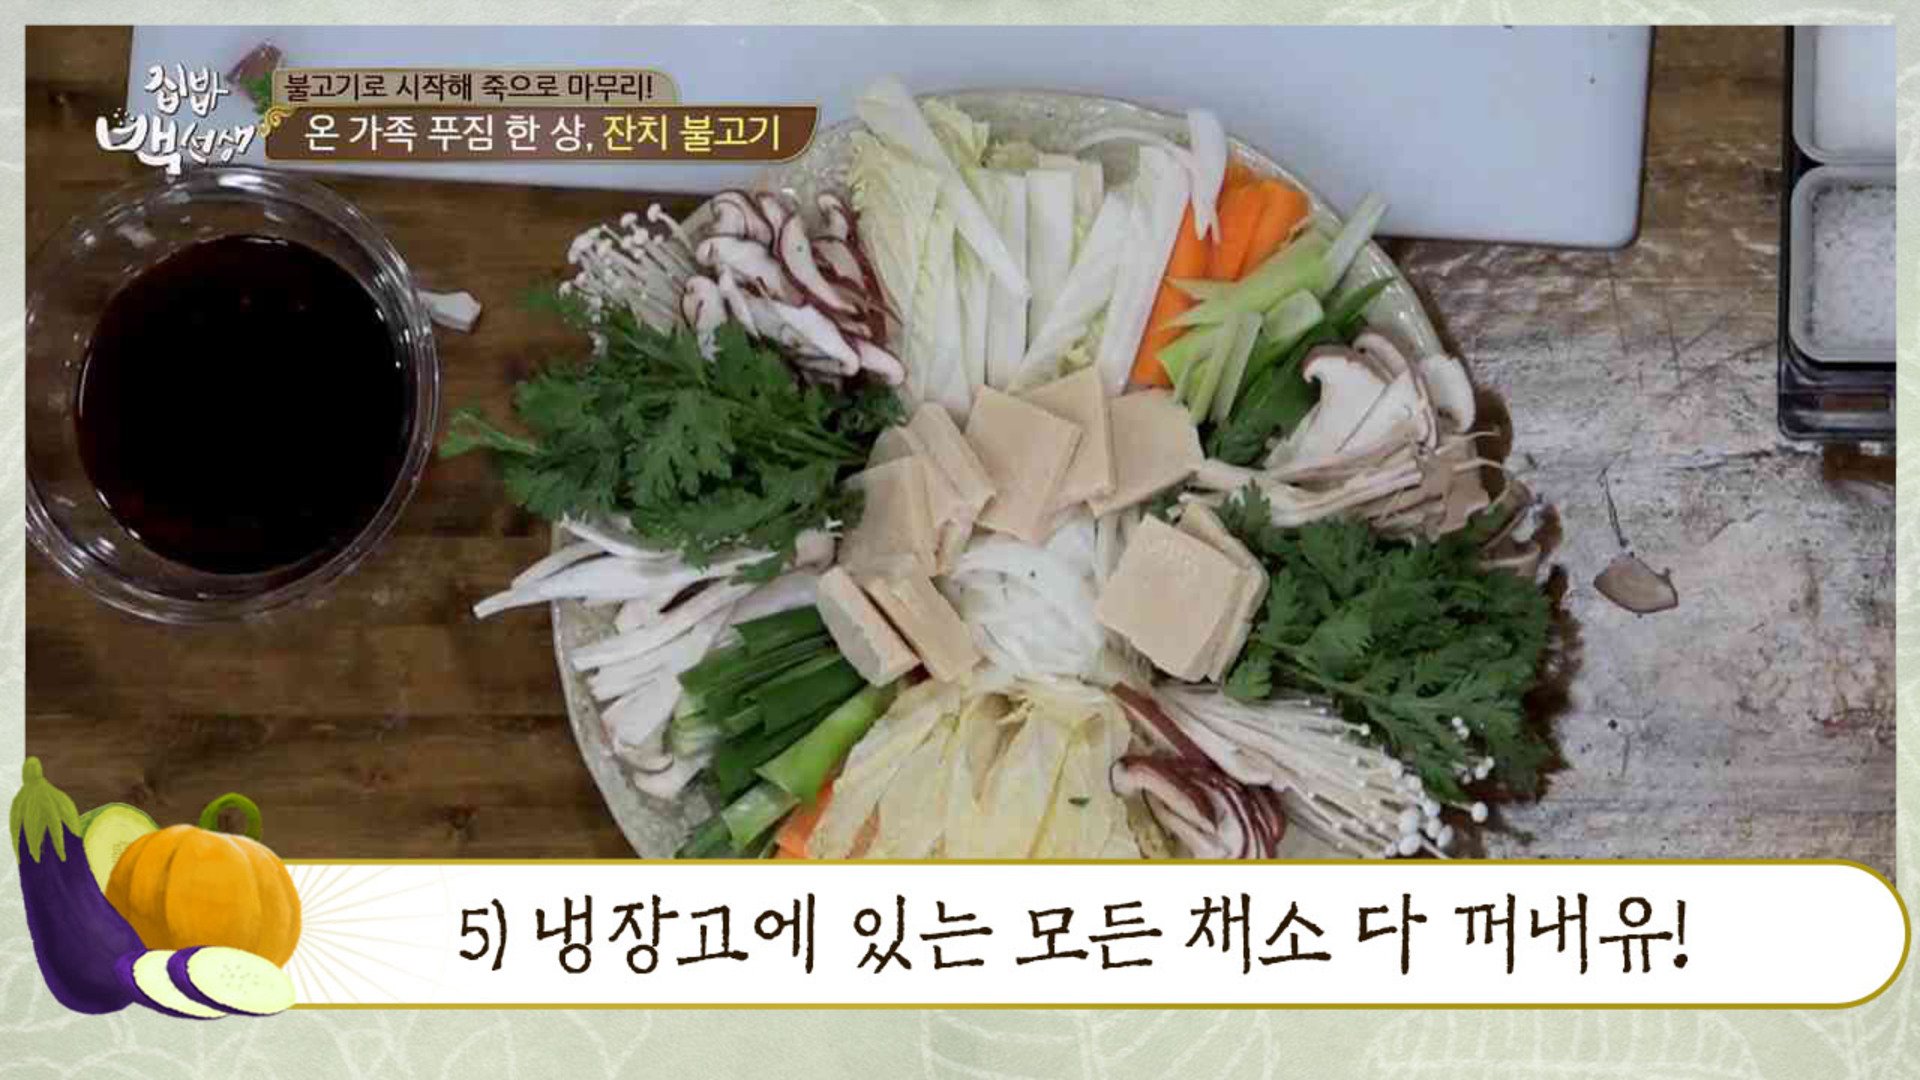 집밥
백선생
불고기로 시작해 죽으로 마무리!
온 가족 푸짐 한 상, 잔치 불고기
5) 냉장고에 있는 모든 채소 다 꺼내유!